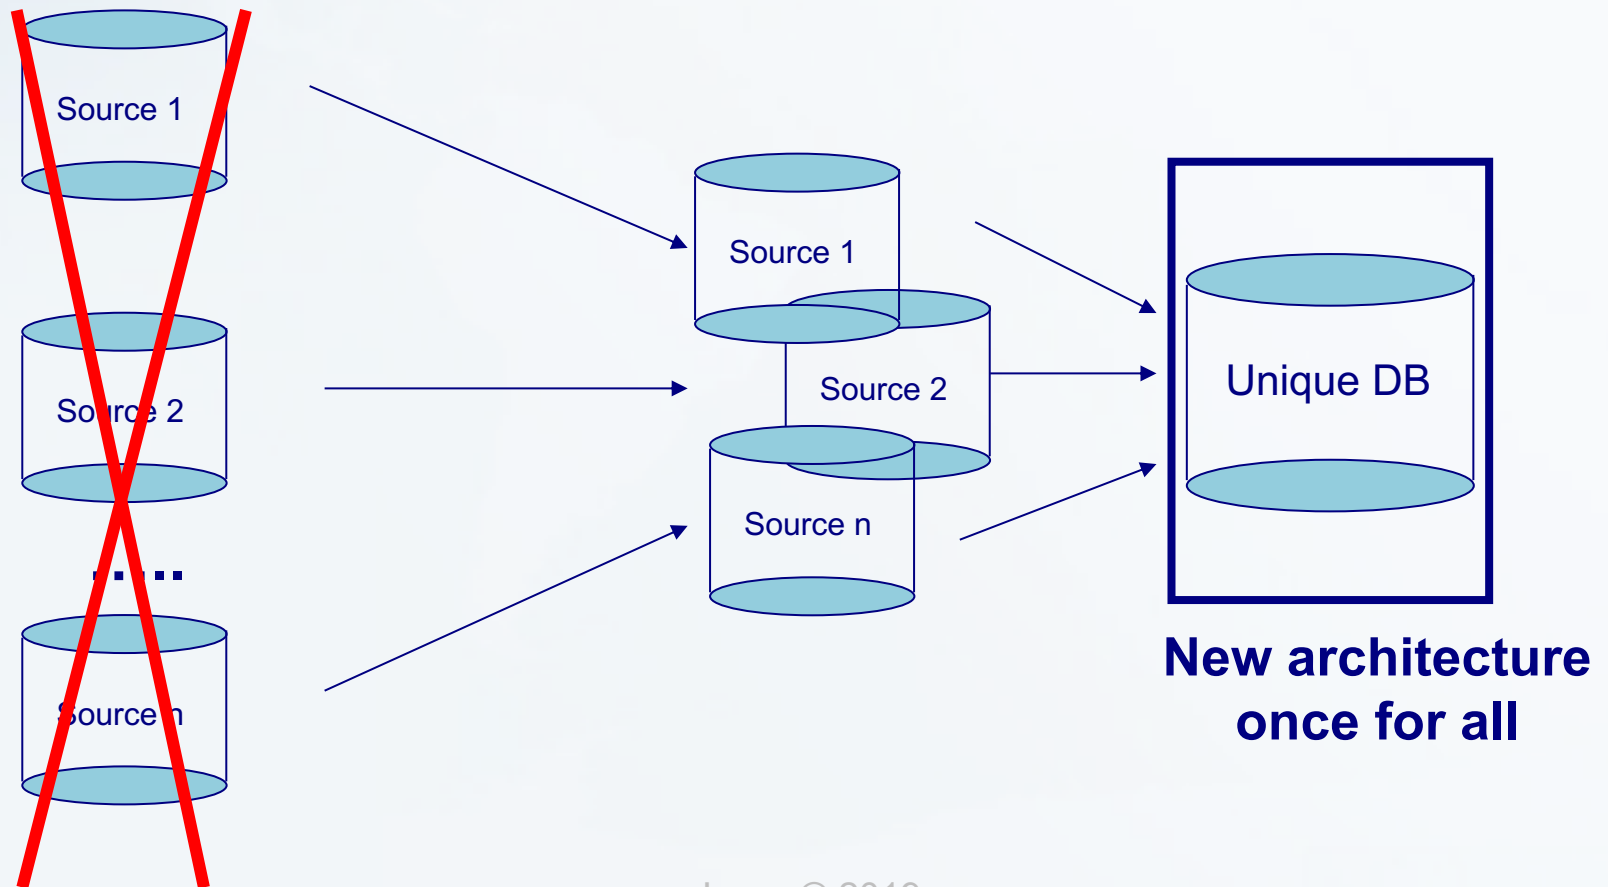 Source 1
Source 2
.....
Source n
Source 1
Source 2
Source n
Unique DB
New architecture
once for all